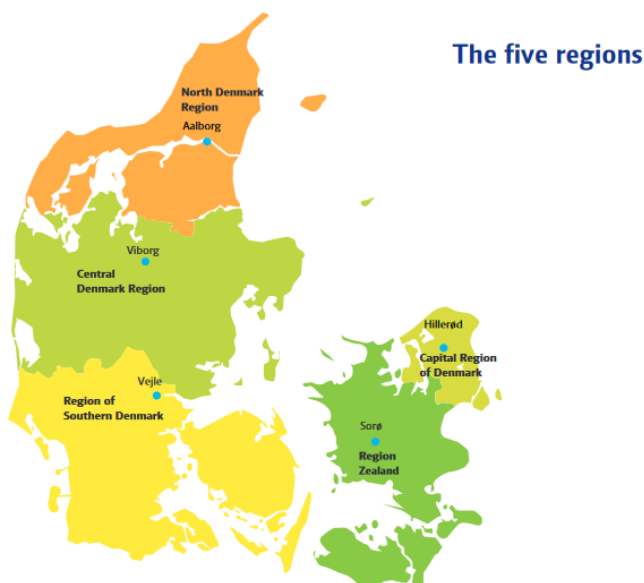 The five regions
North Denmark
Region
Aalborg
Viborg
Central
Denmark Region
Hillerød
Capital Region
of Denmark
Vejle
Region of
Southern Denmark
Sorø
Region
Zealand